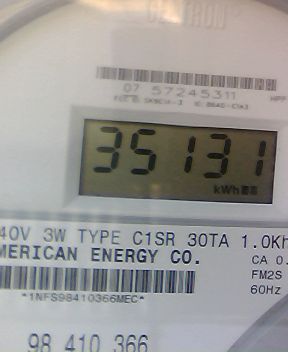 CENTRON
07 57245311
35131
kWh
40V 3W TYPE C1SR 30TA 1.0Kh
MERICAN ENERGY CO.
CA 0.
FM2S
60Hz
*1NFS98410366MEC*
98 410 366